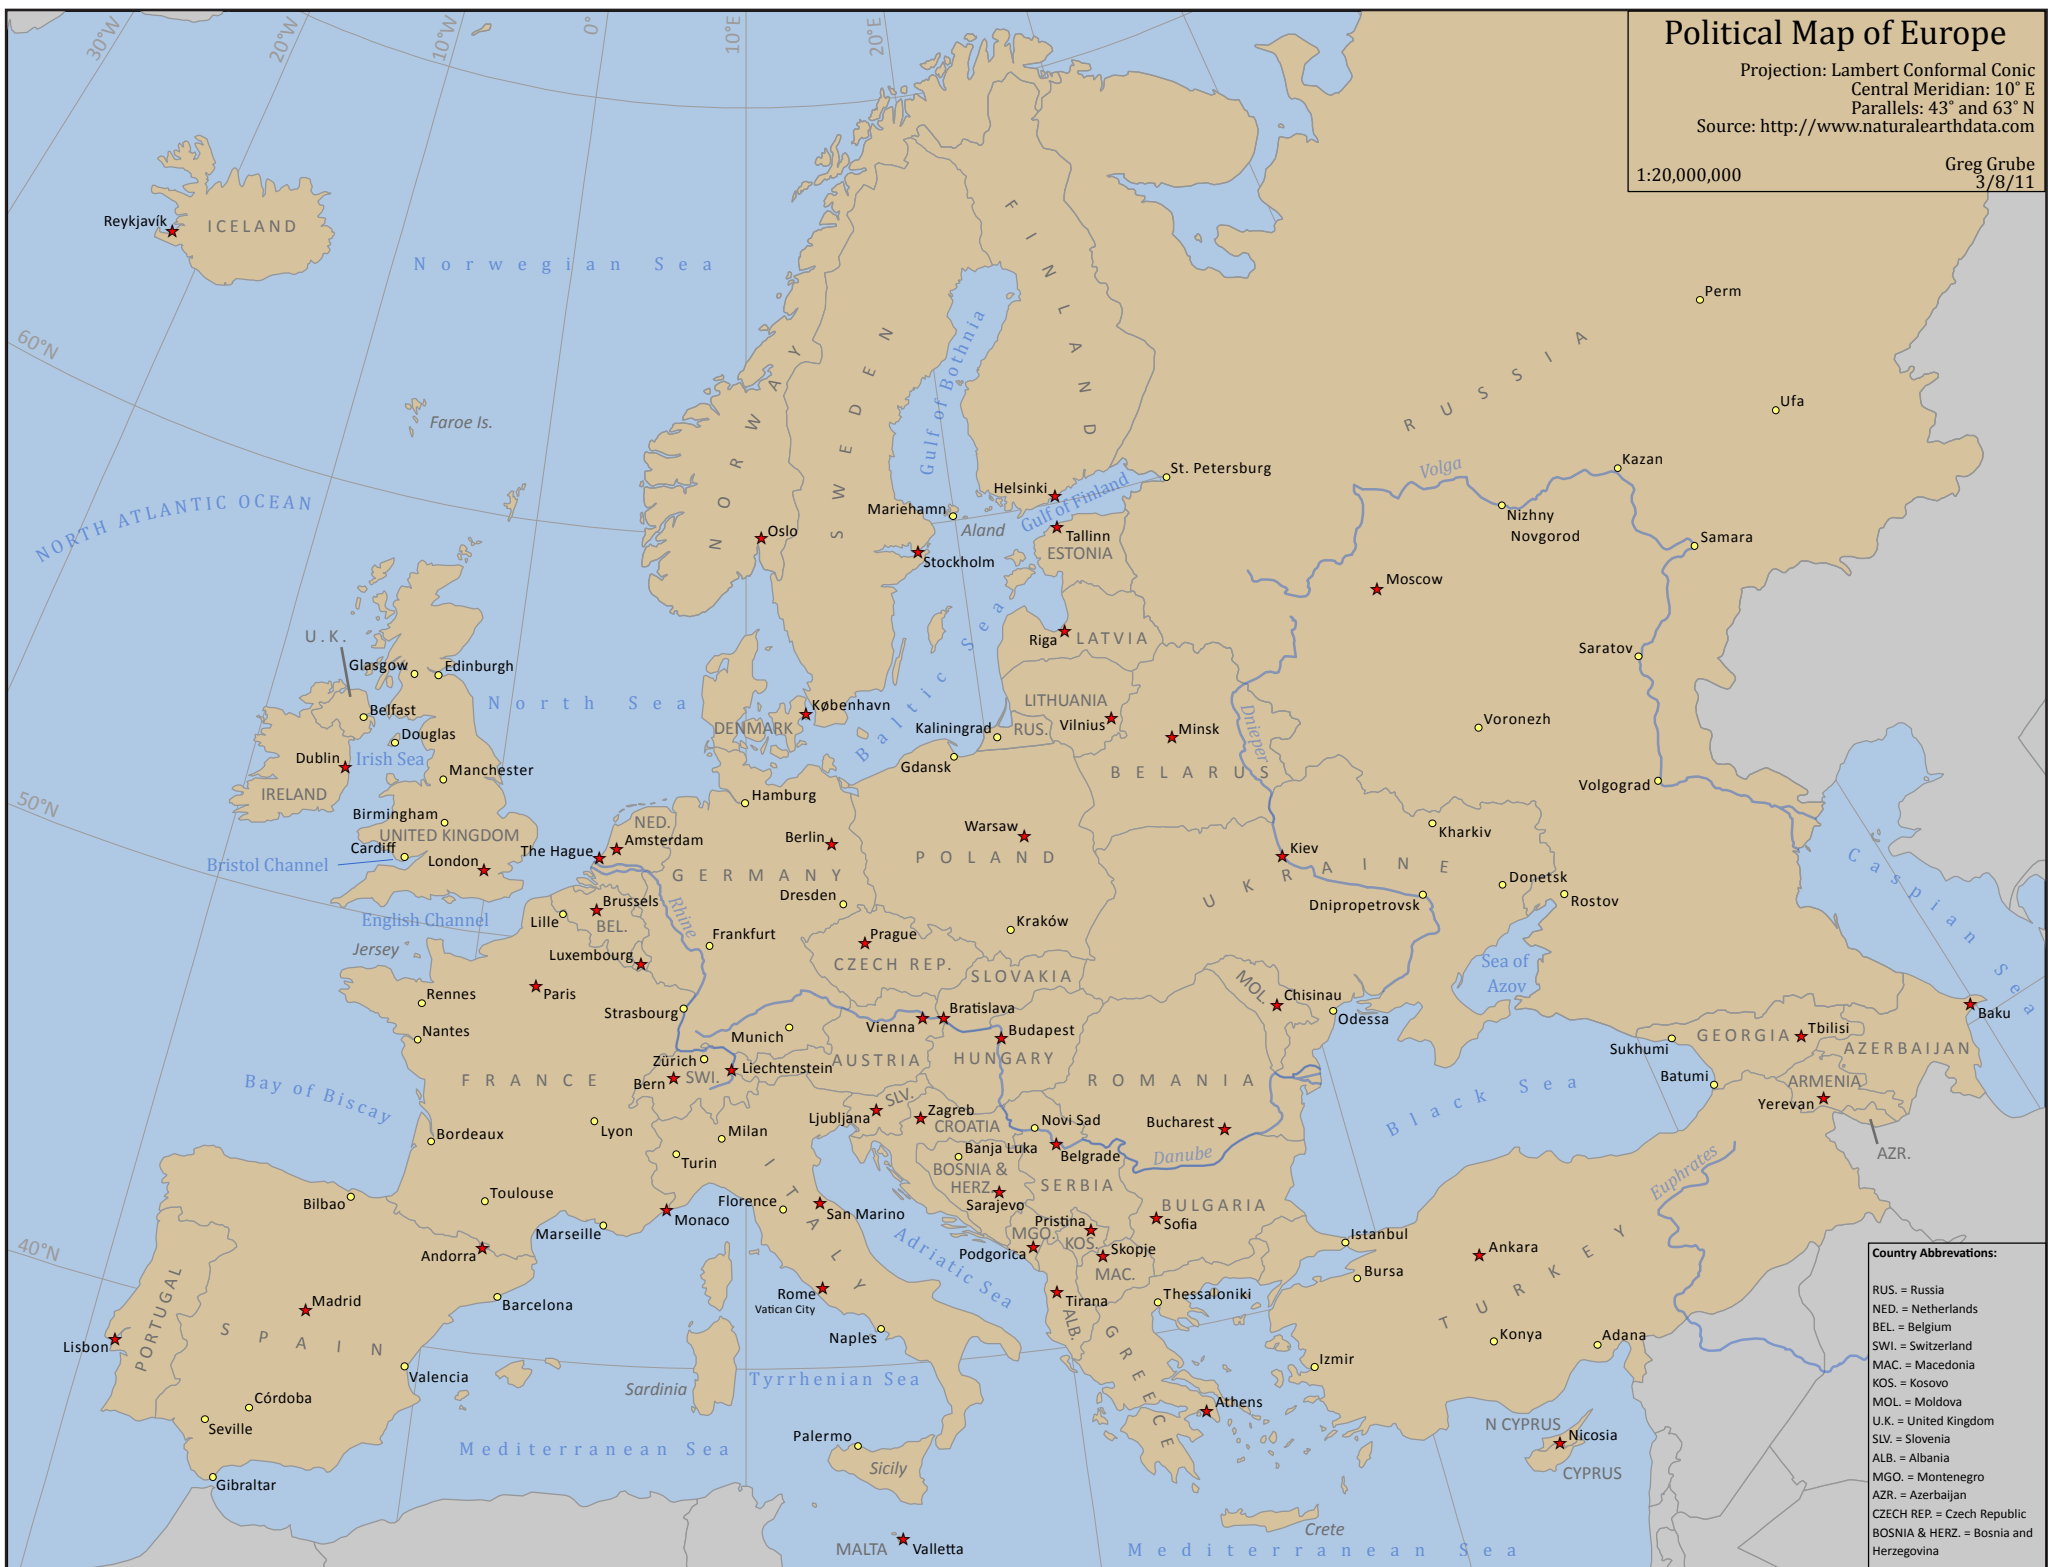 Political Map of Europe
Projection: Lambert Conformal Conic
Central Meridian: 10° E
Parallels: 43° and 63° N
Source: http://www.naturalearthdata.com
Greg Grube
1:20,000,000
3/8/11
30°W
20°W
10°W
0°
10°E
20°E
60°N
50°N
40°N
Reykjavík
ICELAND
Norwegian Sea
FINLAND
Perm
RUSSIA
Ufa
Gulf of Bothnia
NORWAY
SWEDEN
Faroe Is.
NORTH ATLANTIC OCEAN
Volga
Kazan
St. Petersburg
Helsinki
Gulf of Finland
Mariehamn
Aland
Nizhny
Novgorod
Oslo
Tallinn
ESTONIA
Samara
Stockholm
Moscow
Baltic Sea
U.K.
Riga
LATVIA
Saratov
Glasgow
Edinburgh
North Sea
LITHUANIA
Belfast
København
Vilnius
Dnieper
Voronezh
DENMARK
Kaliningrad
RUS.
Minsk
Douglas
Dublin
Irish Sea
Manchester
Gdansk
BELARUS
Volgograd
IRELAND
Hamburg
Birmingham
UNITED KINGDOM
NED.
Amsterdam
Berlin
Warsaw
POLAND
Kharkiv
Cardiff
Bristol Channel
London
The Hague
GERMANY
Kiev
UKRAINE
Caspian Sea
Dresden
Donetsk
Rostov
Dnipropetrovsk
Brussels
Lille
BEL.
Rhine
English Channel
Kraków
Jersey
Frankfurt
Prague
Luxembourg
CZECH REP.
SLOVAKIA
Sea of
Azov
MOL.
Chisinau
Paris
Rennes
Strasbourg
Bratislava
Vienna
Odessa
Baku
Nantes
Munich
Budapest
GEORGIA
Tbilisi
Sukhumi
AZERBAIJAN
Zürich
Liechtenstein
AUSTRIA
HUNGARY
Bern
SWI.
FRANCE
ROMANIA
Black Sea
Batumi
ARMENIA
Yerevan
Bay of Biscay
SLV.
Ljubljana
Zagreb
CROATIA
Novi Sad
Bucharest
Lyon
Milan
Bordeaux
Turin
Banja Luka
Belgrade
Danube
AZR.
BOSNIA &
HERZ.
Euphrates
ITALY
SERBIA
Bilbao
Toulouse
Florence
San Marino
Sarajevo
BULGARIA
Monaco
Marseille
Pristina
Sofia
MGO.
KOS.
Istanbul
Adriatic Sea
Andorra
Podgorica
Skopje
Ankara
MAC.
Bursa
TURKEY
PORTUGAL
Madrid
Barcelona
Rome
Vatican City
Tirana
Thessaloniki
ALB.
GREECE
Lisbon
SPAIN
Naples
Konya
Adana
Izmir
Valencia
Sardinia
Tyrrhenian Sea
Córdoba
Seville
Athens
N CYPRUS
Nicosia
Palermo
Mediterranean Sea
Sicily
CYPRUS
Gibraltar
Crete
MALTA
Valletta
Mediterranean Sea
Country Abbrevations:
RUS. = Russia
NED. = Netherlands
BEL. = Belgium
SWI. = Switzerland
MAC. = Macedonia
KOS. = Kosovo
MOL. = Moldova
U.K. = United Kingdom
SLV. = Slovenia
ALB. = Albania
MGO. = Montenegro
AZR. = Azerbaijan
CZECH REP. = Czech Republic
BOSNIA & HERZ. = Bosnia and
Herzegovina